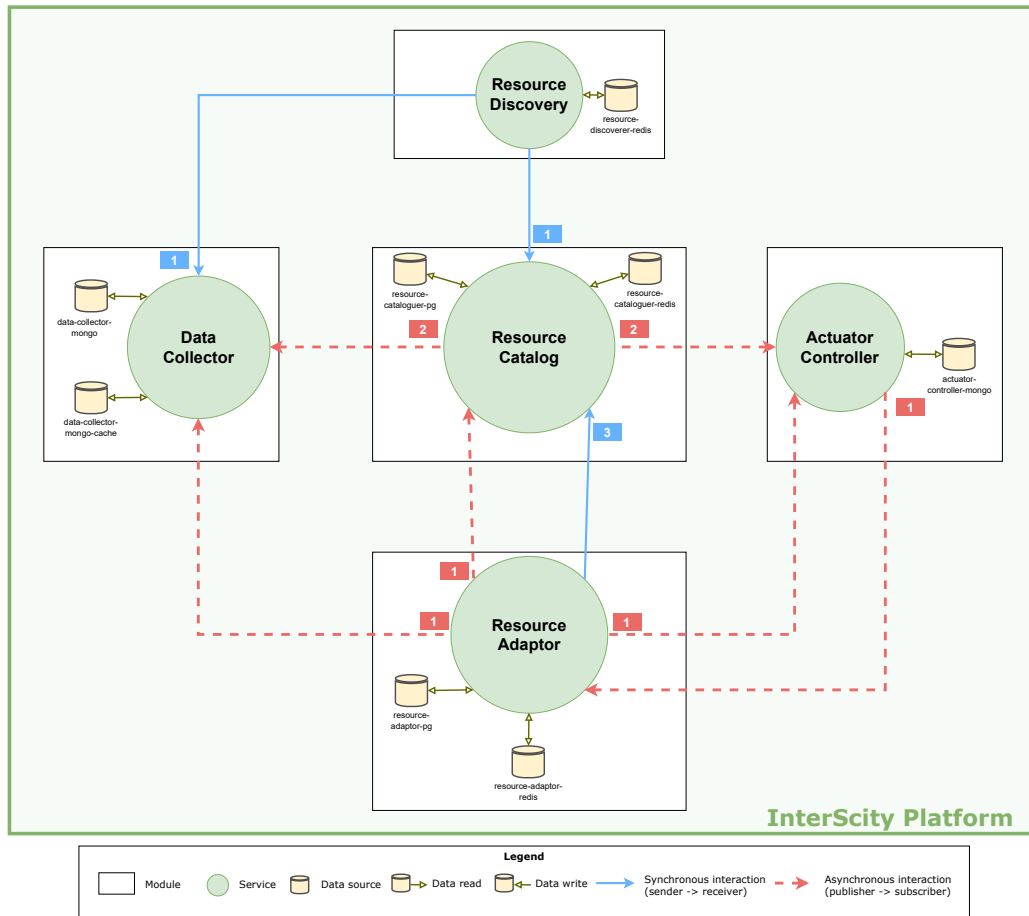 Resource
Discovery
resource-
discoverer-redis
1
1
resource-
cataloguer-pg
resource-
cataloguer-redis
data-collector-
mongo
Data
Collector
2
Resource
Catalog
2
Actuator
Controller
actuator-
controller-mongo
data-collector-
mongo-cache
1
3
1
1
1
Resource
Adaptor
resource-
adaptor-pg
resource-adaptor-
redis
InterScity Platform
Legend
Module
Service
Data source
Data read
Data write
Synchronous interaction
(sender -> receiver)
Asynchronous interaction
(publisher -> subscriber)